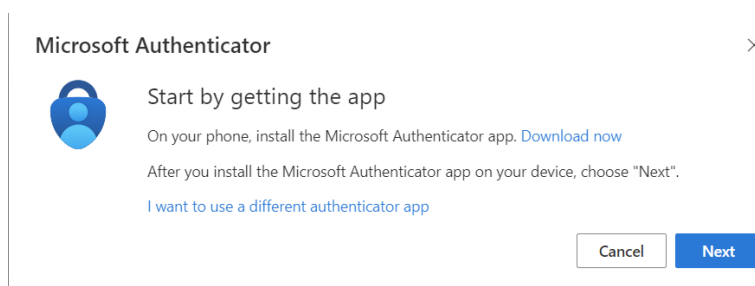 Microsoft Authenticator
Start by getting the app
On your phone, install the Microsoft Authenticator app. Download now
After you install the Microsoft Authenticator app on your device, choose "Next".
I want to use a different authenticator app
Cancel
Next